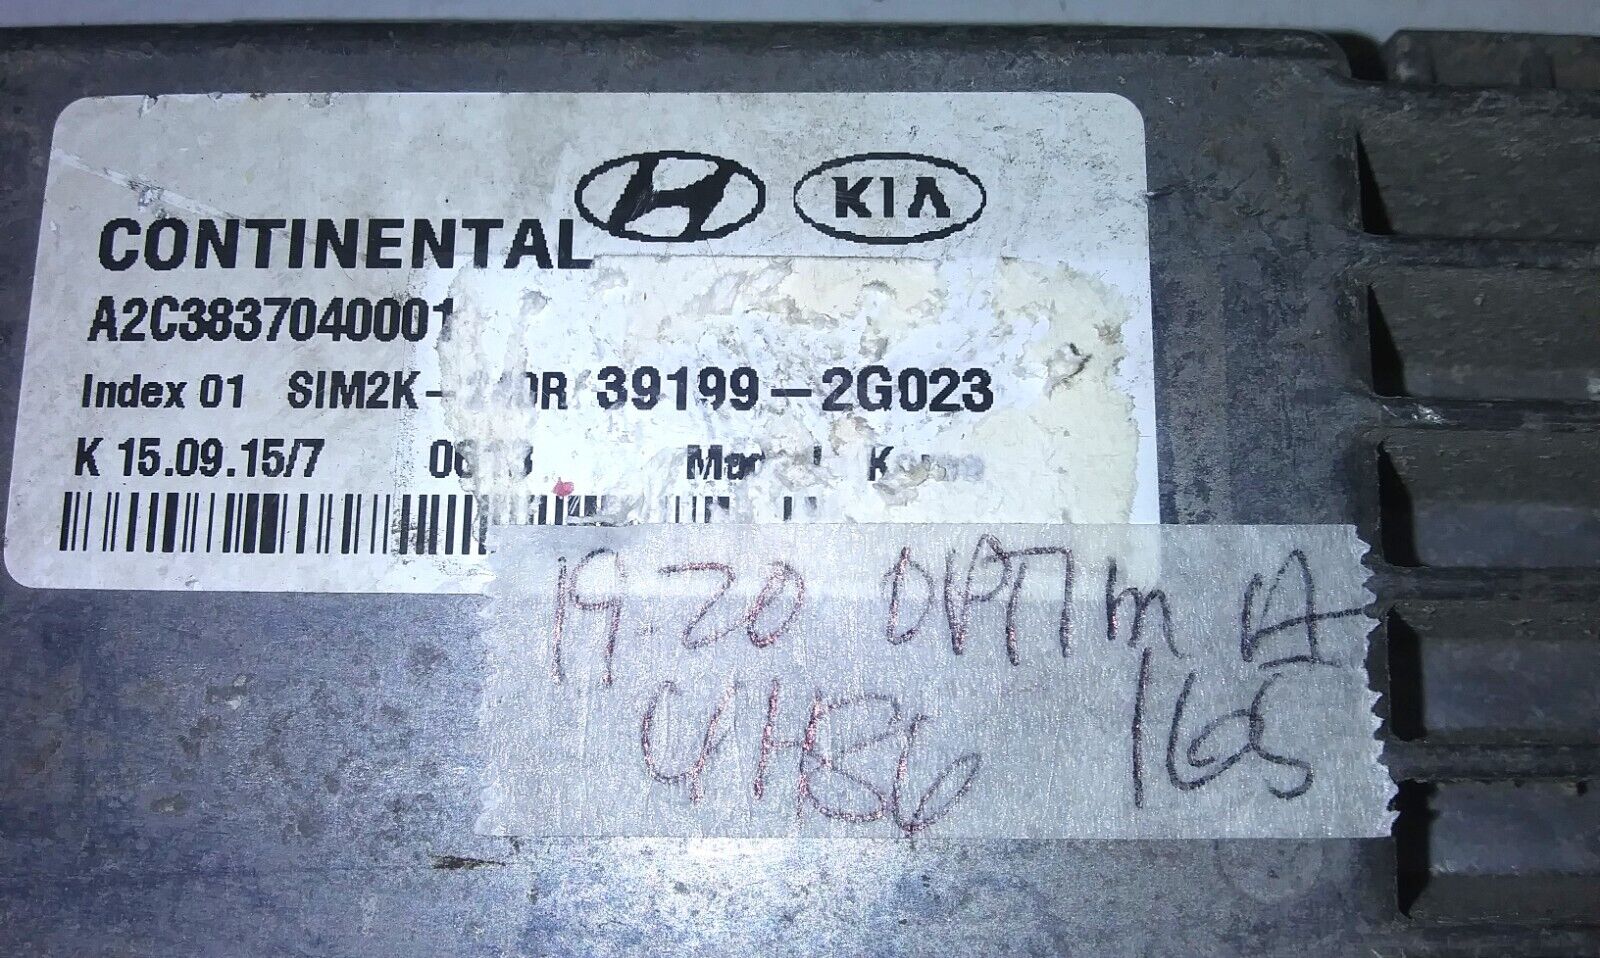 KIA
CONTINENTAL
A2C3837040001
Index 01 SIM2K- 39199-2G023
K 15.09.15/7
19-20 OPTIMA
165